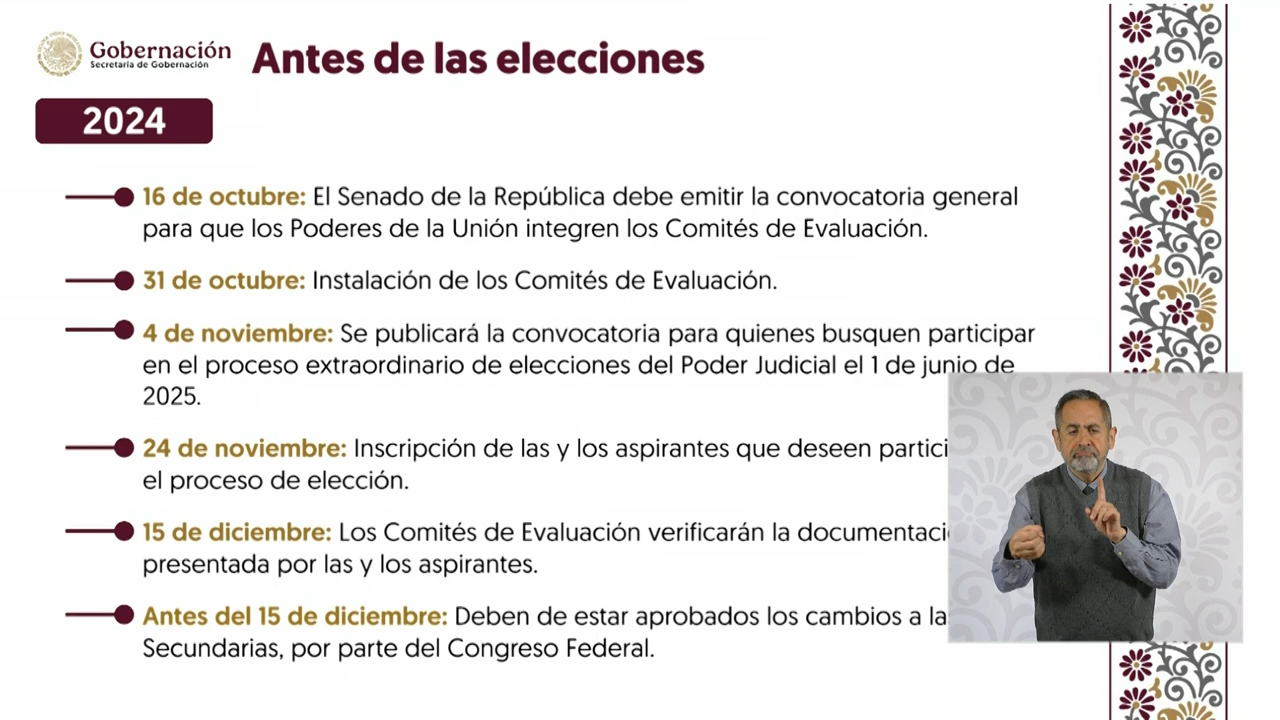 Gobernación
Secretaría de Gobernación
Antes de las elecciones
2024
16 de octubre: El Senado de la República debe emitir la convocatoria general
para que los Poderes de la Unión integren los Comités de Evaluación.
31 de octubre: Instalación de los Comités de Evaluación.
4 de noviembre: Se publicará la convocatoria para quienes busquen participar
en el proceso extraordinario de elecciones del Poder Judicial el 1 de junio de
2025.
24 de noviembre: Inscripción de las y los aspirantes que deseen partici
el proceso de elección.
15 de diciembre: Los Comités de Evaluación verificarán la documentaci
presentada por las y los aspirantes.
Antes del 15 de diciembre: Deben de estar aprobados los cambios a la
Secundarias, por parte del Congreso Federal.